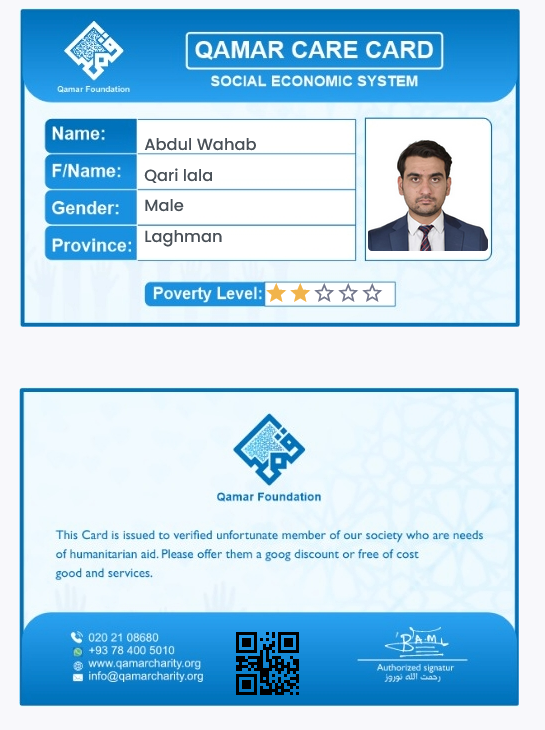 Qamar Foundation
QAMAR CARE CARD
SOCIAL ECONOMIC SYSTEM
Name: Abdul Wahab
F/Name: Qari lala
Gender: Male
Province: Laghman
Poverty Level:
Qamar Foundation
This Card is issued to verified unfortunate member of our society who are needs
of humanitarian aid. Please offer them a goog discount or free of cost
good and services.
020 21 08680
+93 78 400 5010
www.qamarcharity.org
info@qamarcharity.org
Authorized signatur
رحمت الله نوروز